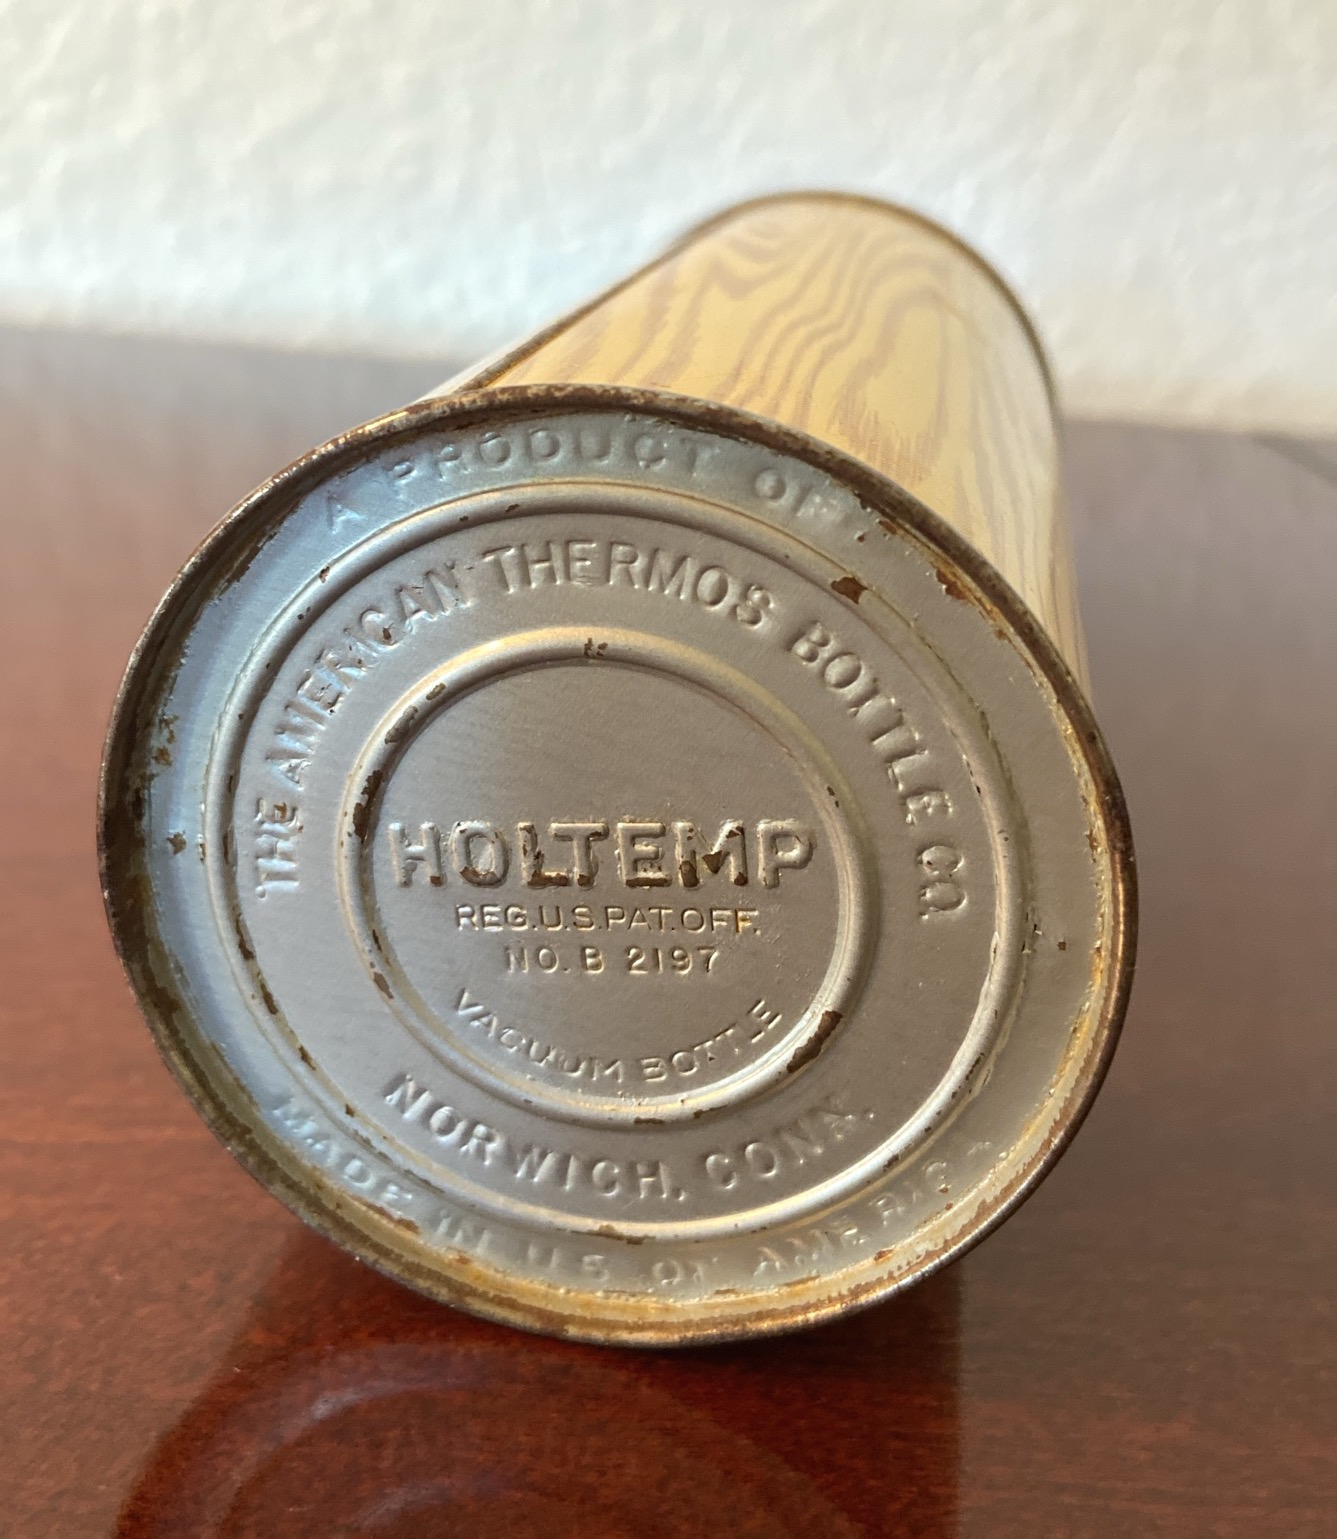 A PRODUCT OF
THE AMERICAN THERMOS BOTTLE CO.
HOLTEMP
REG.U.S.PAT.OFF.
NO. B 2197
VACUUM BOTTLE
NORWICH, CONN.
MADE IN U.S. OF AMERICA